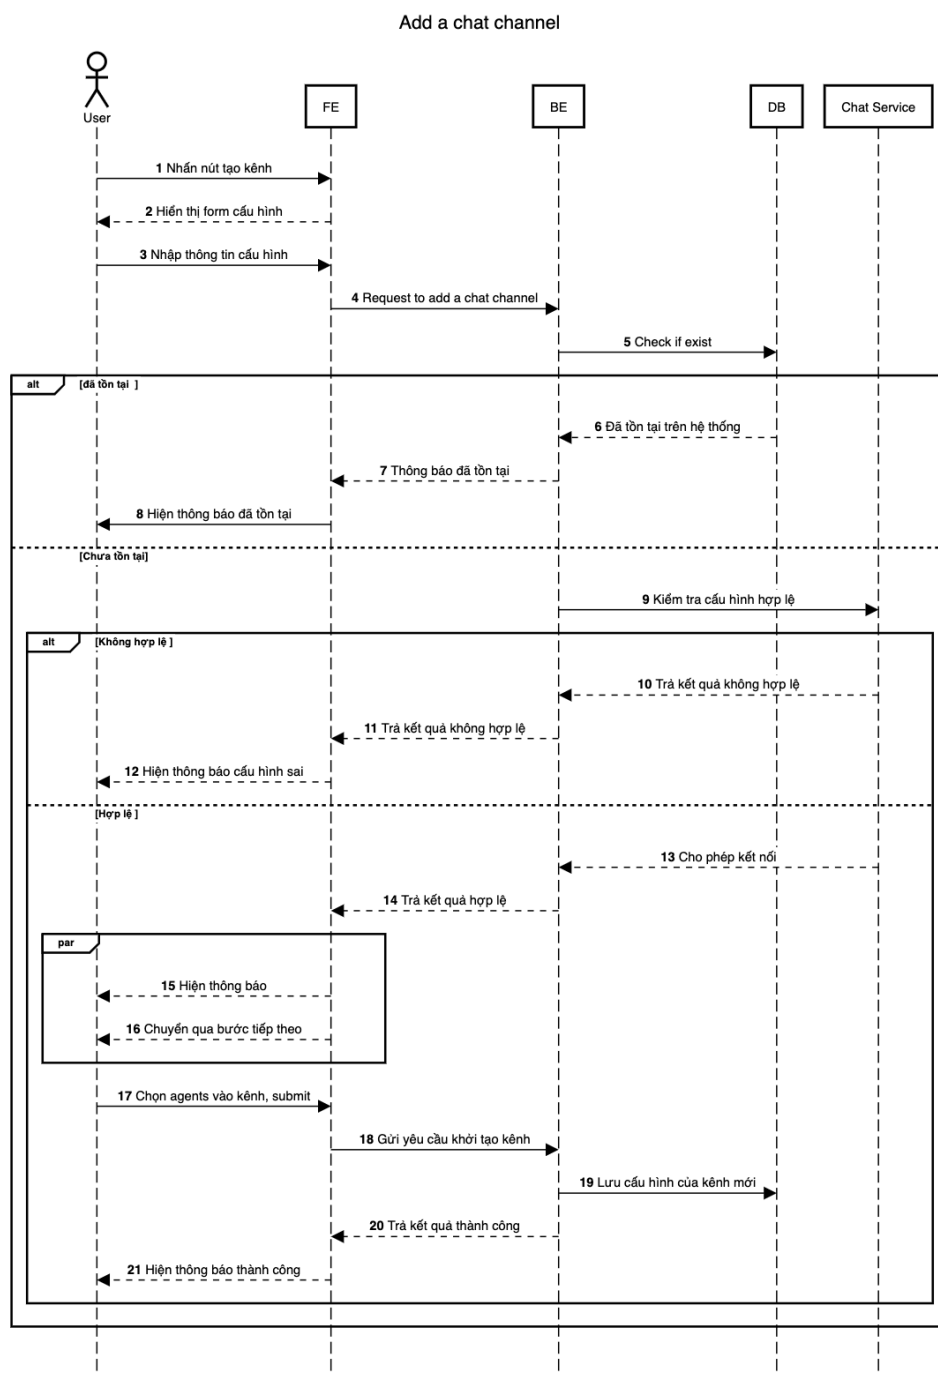 Add a chat channel
User
FE
BE
DB
Chat Service
1 Nhấn nút tạo kênh
2 Hiển thị form cấu hình
3 Nhập thông tin cấu hình
4 Request to add a chat channel
5 Check if exist
alt [đã tồn tại ]
6 Đã tồn tại trên hệ thống
7 Thông báo đã tồn tại
8 Hiện thông báo đã tồn tại
[Chưa tồn tại]
9 Kiểm tra cấu hình hợp lệ
alt [Không hợp lệ ]
10 Trả kết quả không hợp lệ
11 Trả kết quả không hợp lệ
12 Hiện thông báo cấu hình sai
[Hợp lệ ]
13 Cho phép kết nối
14 Trả kết quả hợp lệ
par
15 Hiện thông báo
16 Chuyển qua bước tiếp theo
17 Chọn agents vào kênh, submit
18 Gửi yêu cầu khởi tạo kênh
19 Lưu cấu hình của kênh mới
20 Trả kết quả thành công
21 Hiện thông báo thành công